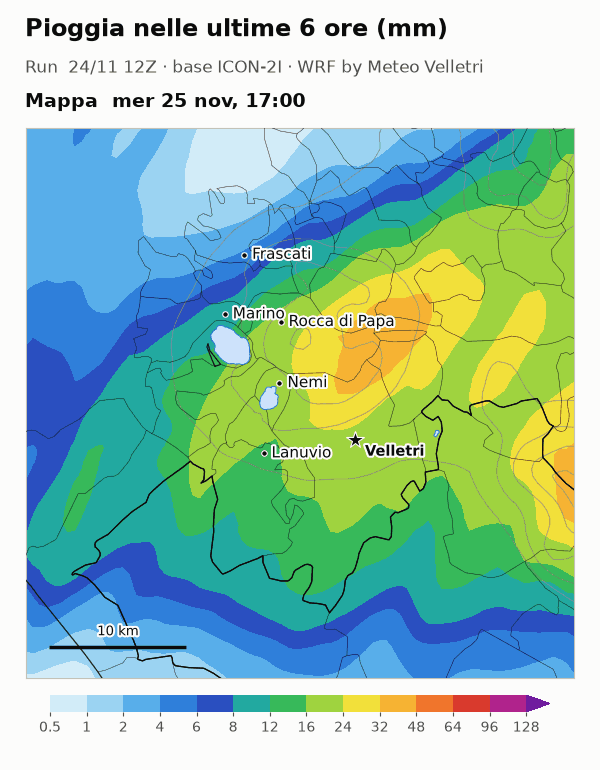 Pioggia nelle ultime 6 ore (mm)
Run  24/11 12Z · base ICON-2I · WRF by Meteo Velletri
Mappa  mer 25 nov, 17:00
Frascati
Marino
Rocca di Papa
Nemi
Velletri
Lanuvio
10 km
0.5 1 2 4 6 8 12 16 24 32 48 64 96 128